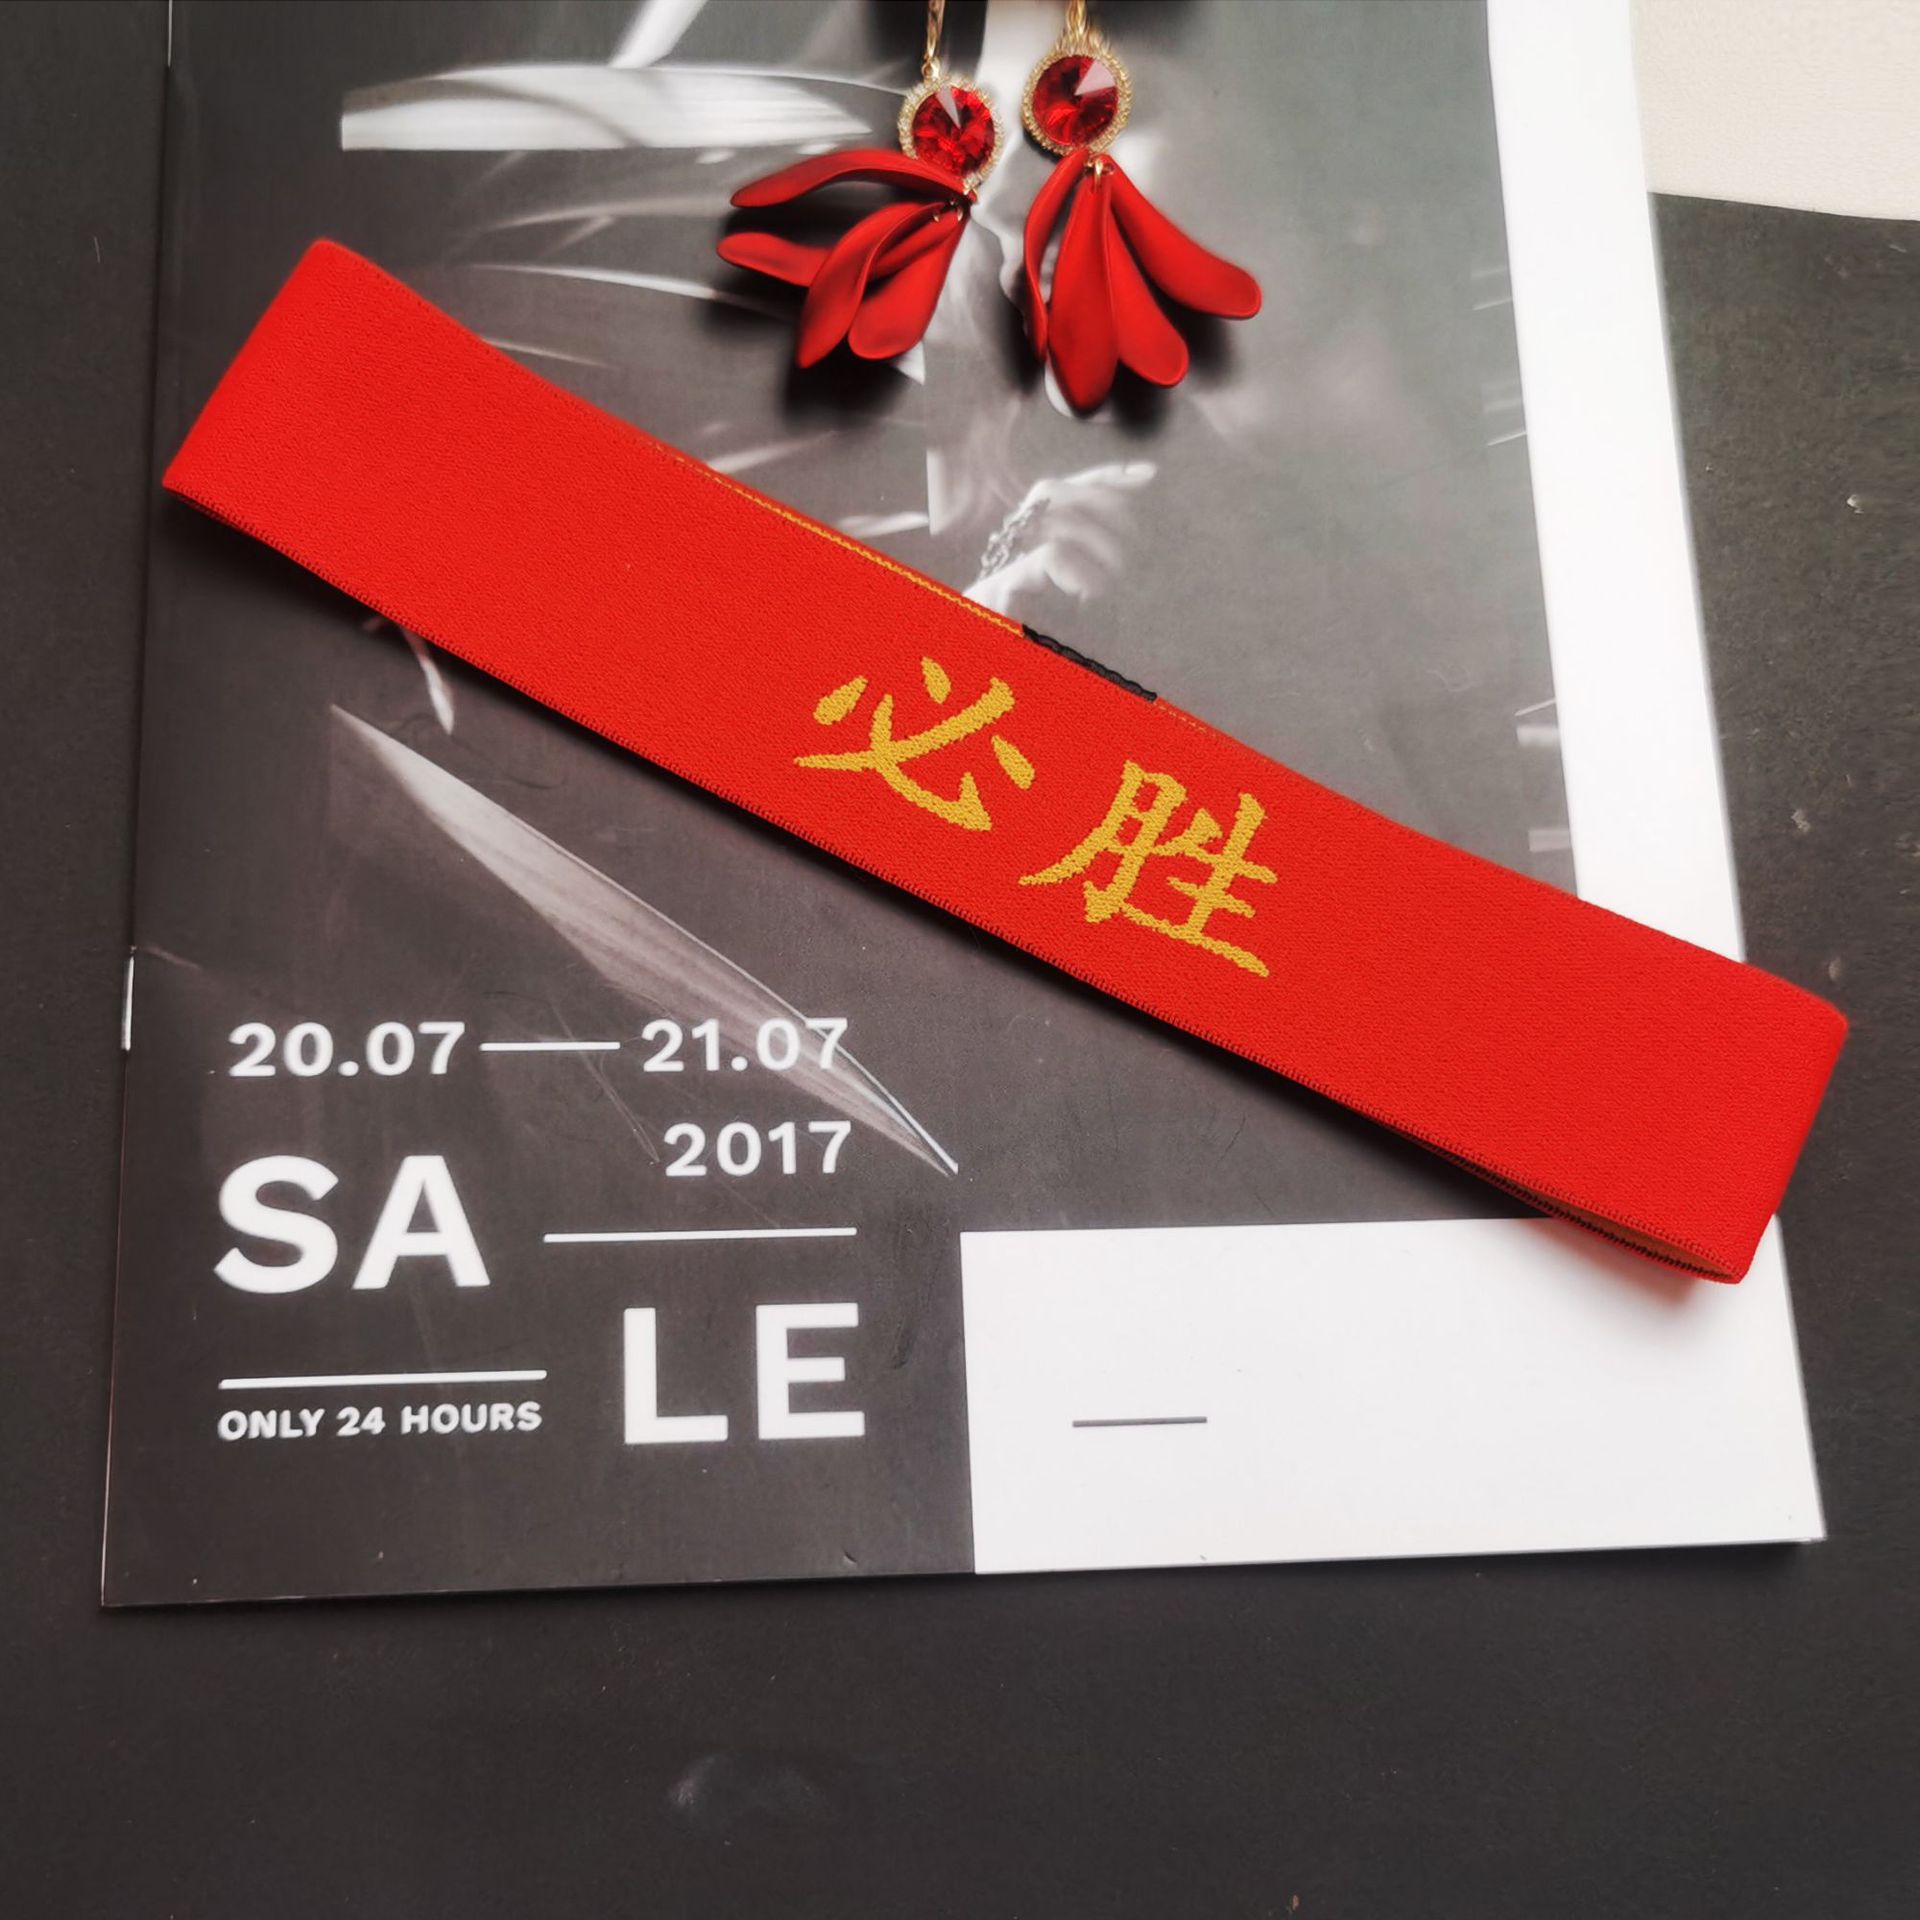 必胜
20.07 — 21.07
2017
SA
LE
ONLY 24 HOURS